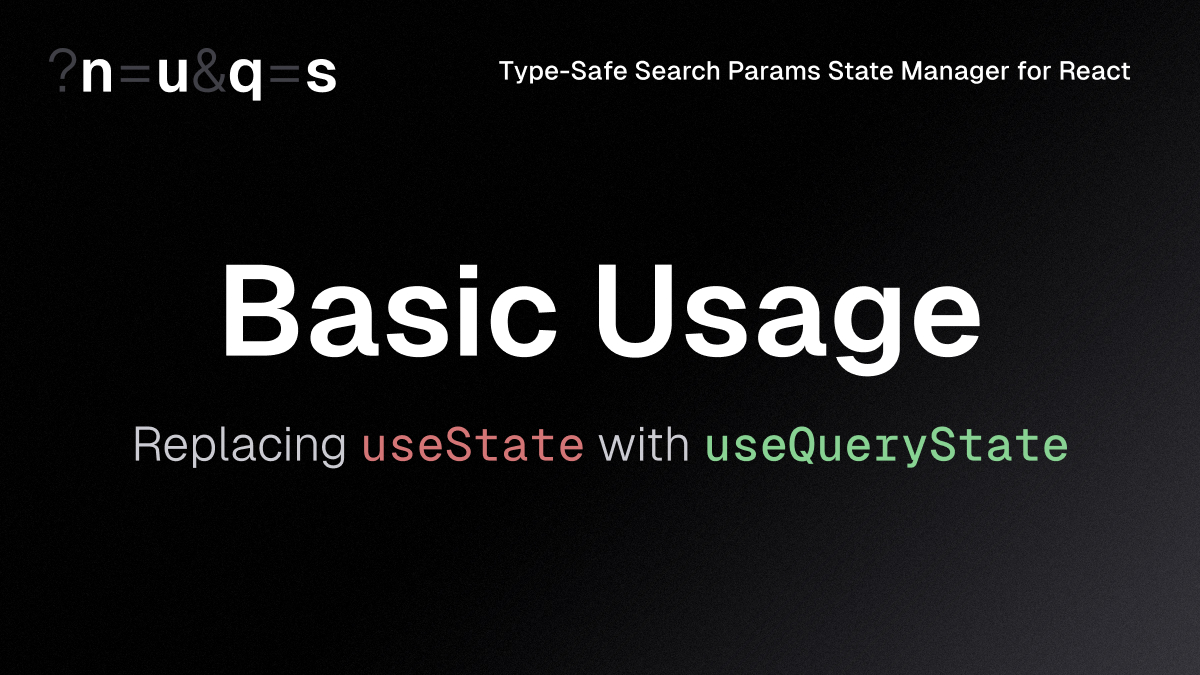 ?n=u&q=s
Type-Safe Search Params State Manager for React
Basic Usage
Replacing useState with useQueryState